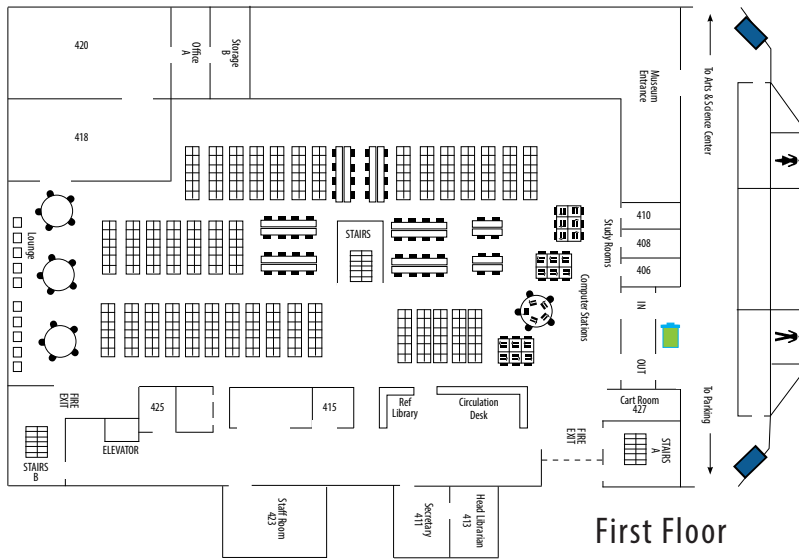 420
Office
A
Storage
B
Museum
Entrance
To Arts & Science Center
418
410
408
406
Study Rooms
STAIRS
Lounge
Computer Stations
IN
OUT
FIRE
EXIT
425
415
Ref
Library
Circulation
Desk
Cart Room
427
To Parking
ELEVATOR
STAIRS
B
FIRE
EXIT
STAIRS
A
Staff Room
423
Secretary
411
Head Librarian
413
First Floor